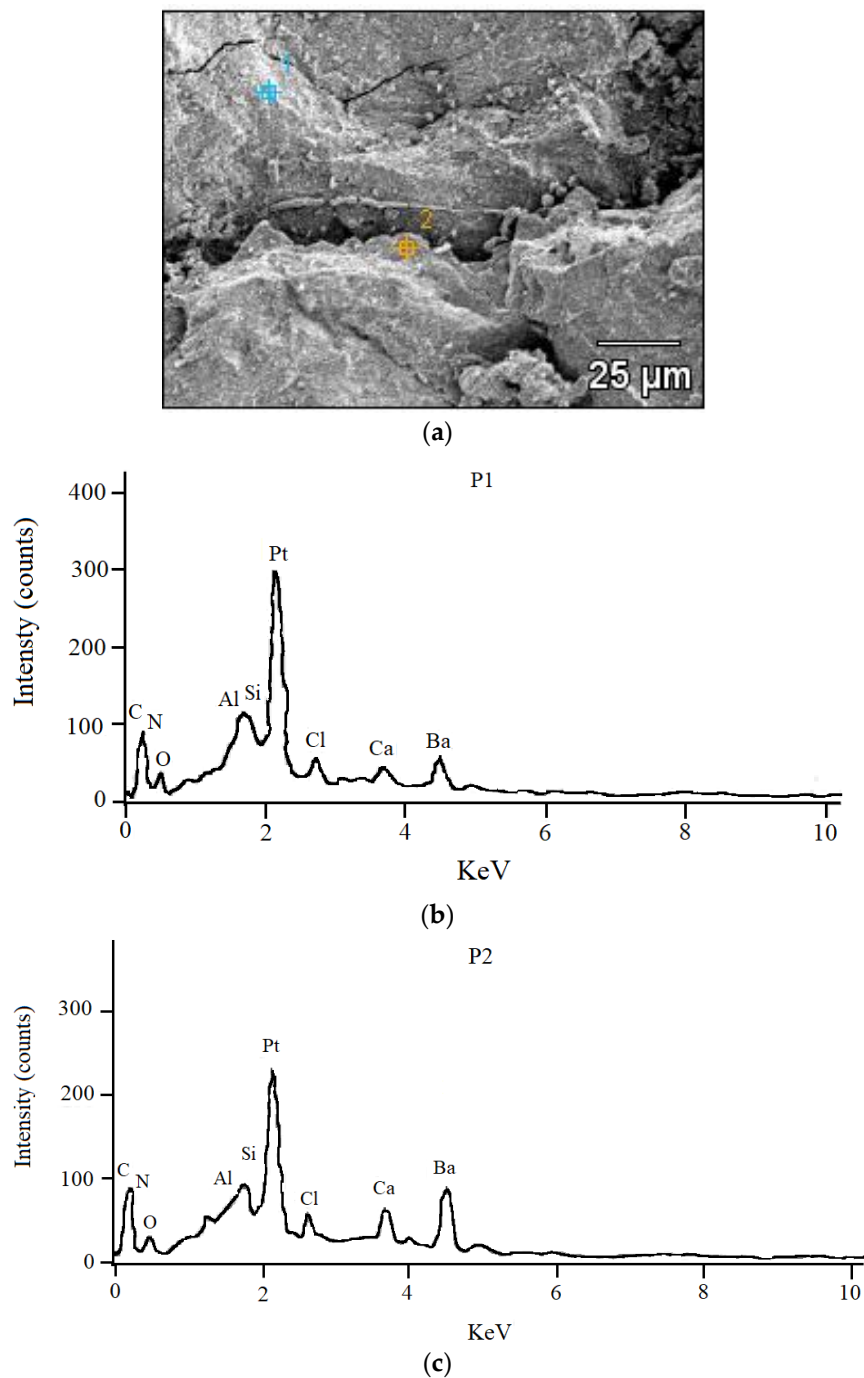 1
2
25 µm
(a)
P1
400
300
200
100
0
Intensty (counts)
Pt
C
N
O
Al
Si
Cl
Ca
Ba
0
2
4
6
8
10
KeV
(b)
P2
300
200
100
0
Intensity (counts)
Pt
C
N
O
Al
Si
Cl
Ca
Ba
0
2
4
6
8
10
KeV
(c)